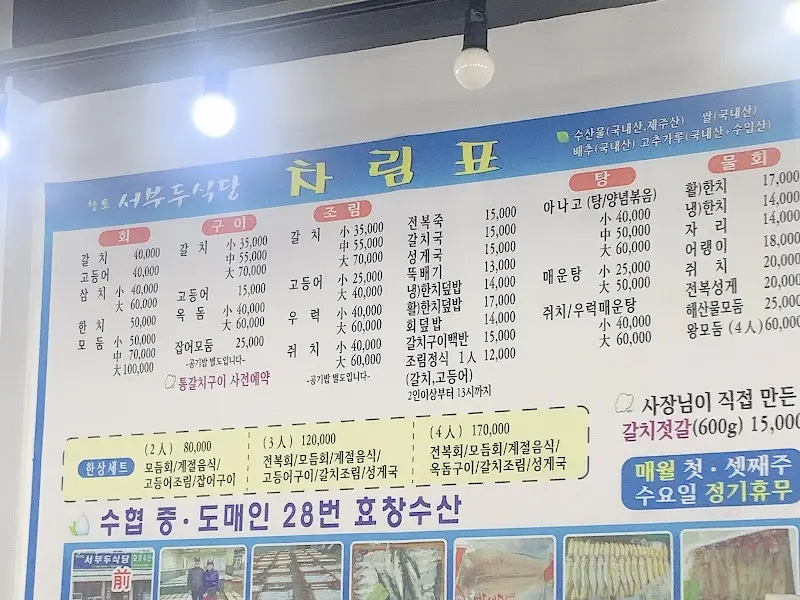 향토 서부두식당 차림표
수산물(국내산.제주산) 쌀(국내산)
배추(국내산) 고추가루(국내산+수입산)
회
갈치 40,000
고등어 40,000
삼치 小 40,000
大 60,000
한치 50,000
모둠 小 50,000
中 70,000
大 100,000
구이
갈치 小 35,000
中 55,000
大 70,000
고등어 15,000
옥돔 小 40,000
大 60,000
잡어모둠 25,000
-공기밥 별도입니다-
통갈치구이 사전예약
조림
갈치 小 35,000
中 55,000
大 70,000
고등어 小 25,000
大 40,000
우럭 小 40,000
大 60,000
쥐치 小 40,000
大 60,000
-공기밥 별도입니다-
전복죽 15,000
갈치국 15,000
성게국 15,000
뚝배기 13,000
냉)한치덮밥 14,000
활)한치덮밥 17,000
회덮밥 14,000
갈치구이백반 15,000
조림정식 1人 12,000
(갈치,고등어)
2인이상부터 13시까지
탕
아나고 (탕/양념볶음)
小 40,000
中 50,000
大 60,000
매운탕 小 25,000
大 50,000
쥐치/우럭매운탕
小 40,000
大 60,000
물회
활)한치 17,000
냉)한치 14,000
자리 14,000
어랭이 18,000
쥐치 20,000
전복성게 20,000
해산물모둠 25,000
왕모둠 (4人) 60,000
한상세트
(2人) 80,000
모듬회/계절음식/
고등어조림/잡어구이
(3人) 120,000
전복회/모듬회/계절음식/
고등어구이/갈치조림/성게국
(4人) 170,000
전복회/모듬회/계절음식/
옥돔구이/갈치조림/성게국
사장님이 직접 만든
갈치젓갈(600g) 15,000
매월 첫·셋째주
수요일 정기휴무
수협 중·도매인 28번 효창수산
서부두식당
前